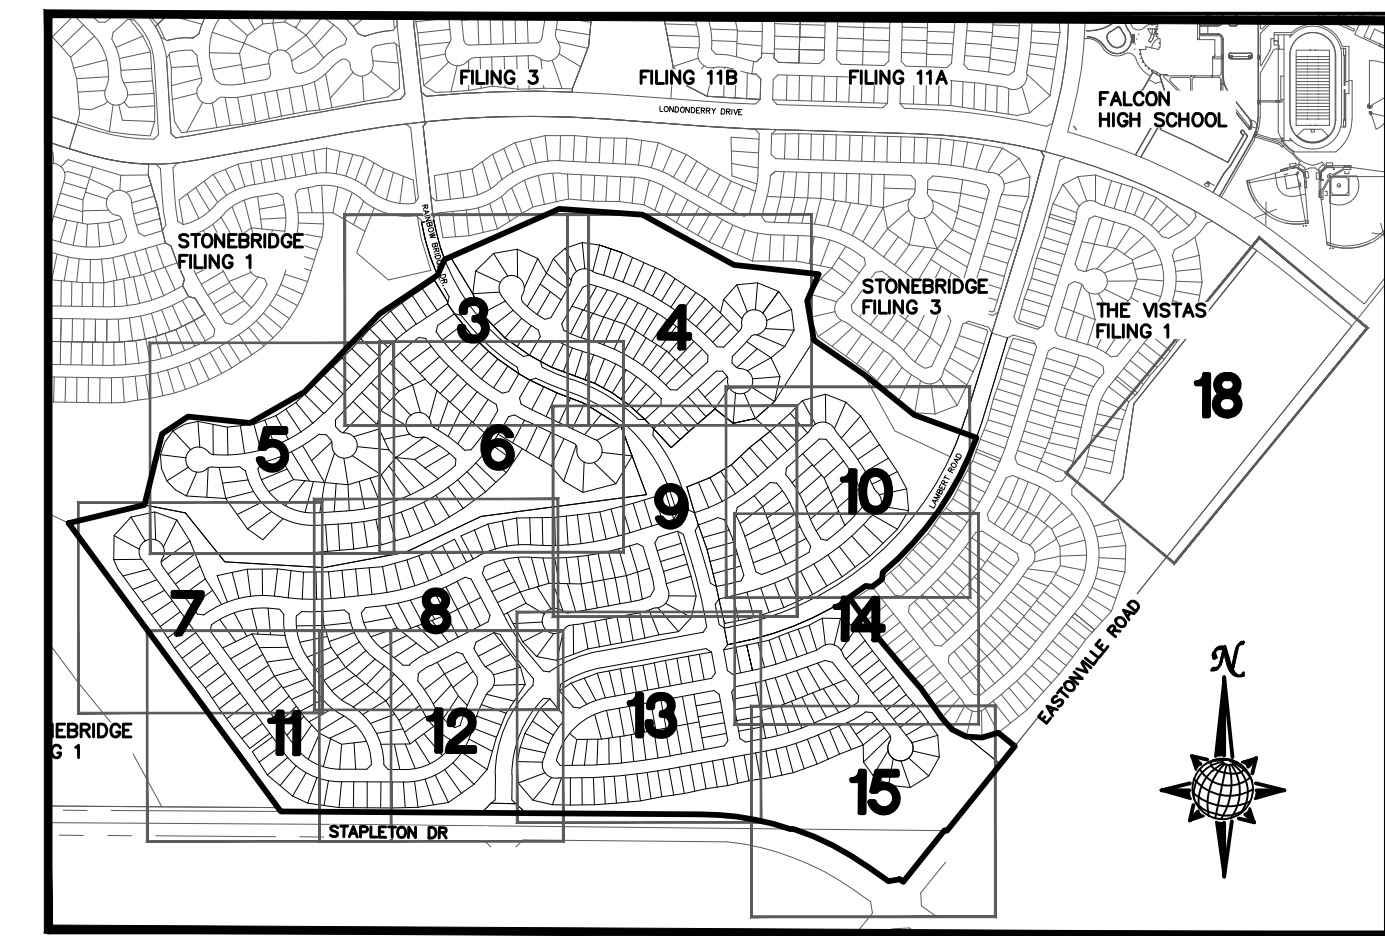 FILING 3
FILING 11B
FILING 11A
LONDONDERRY DRIVE
FALCON
HIGH SCHOOL
RAINBOW BRIDGE DR.
STONEBRIDGE
FILING 1
STONEBRIDGE
FILING 3
THE VISTAS
FILING 1
3
4
18
5
6
9
10
LAMBERT ROAD
7
8
14
EASTONVILLE ROAD
N
11
12
13
NEBRIDGE
G 1
15
STAPLETON DR